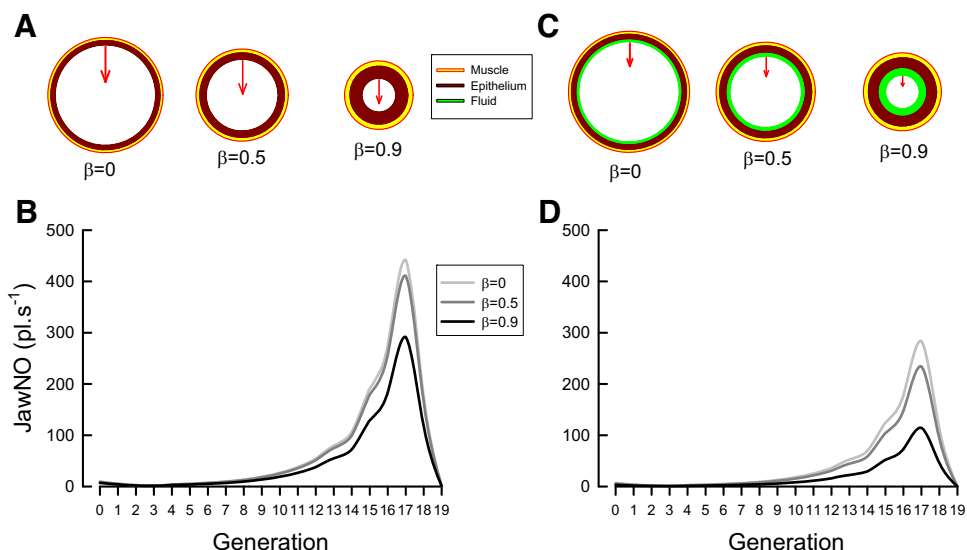 A
C
Muscle
Epithelium
Fluid
β=0
β=0.5
β=0.9
β=0
β=0.5
β=0.9
B
D
500
400
300
200
100
0
JawNO (pl.s-1)
β=0
β=0.5
β=0.9
0 1 2 3 4 5 6 7 8 9 10 11 12 13 14 15 16 17 18 19
Generation
500
400
300
200
100
0
0 1 2 3 4 5 6 7 8 9 10 11 12 13 14 15 16 17 18 19
Generation